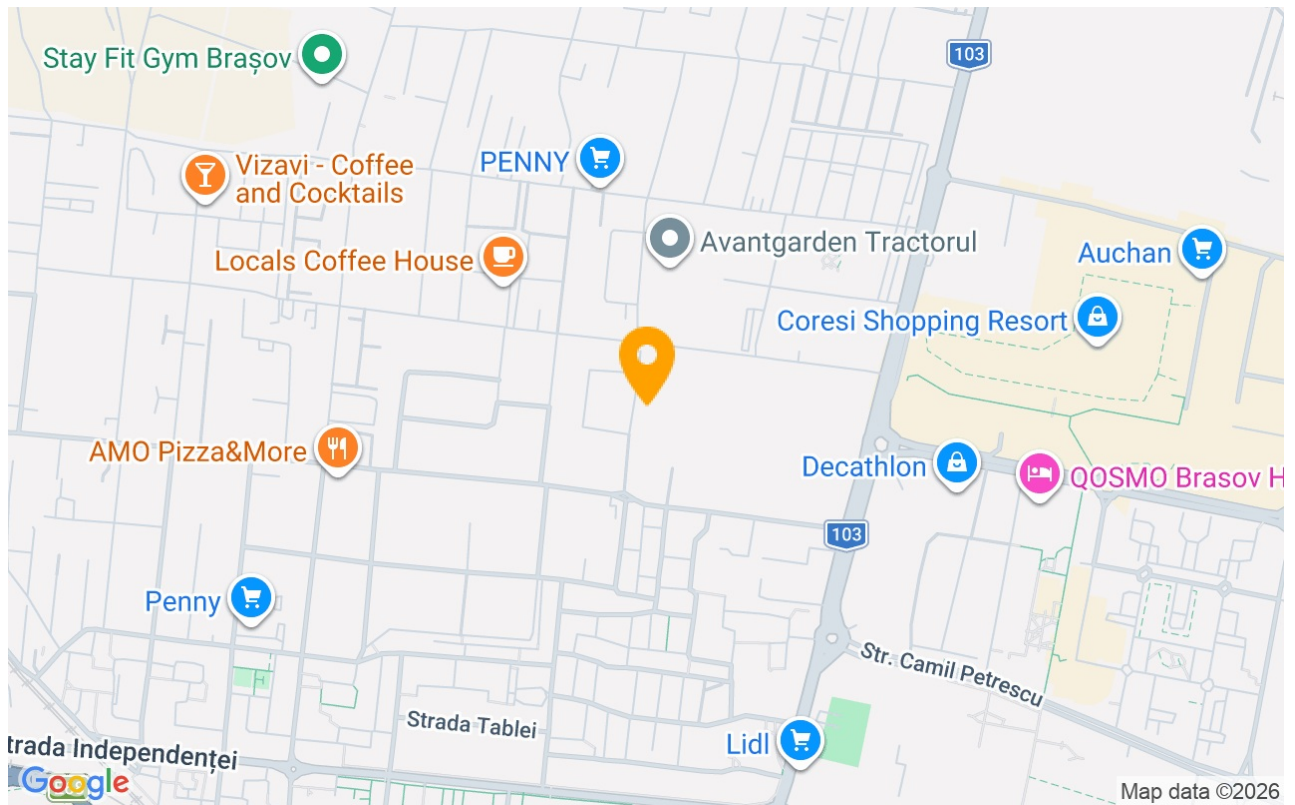 Stay Fit Gym Brașov
103
Vizavi - Coffee
and Cocktails
PENNY
Avantgarden Tractorul
Locals Coffee House
Auchan
Coresi Shopping Resort
AMO Pizza&More
Decathlon
QOSMO Brasov H
103
Penny
Str. Camil Petrescu
Strada Tablei
Lidl
trada Independenței
Google
Map data ©2026